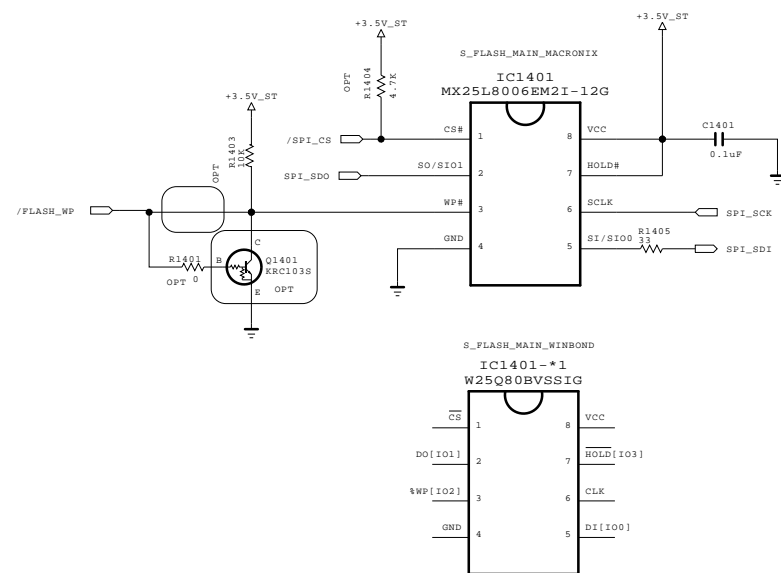 +3.5V_ST
OPT
R1404
4.7K
+3.5V_ST
R1403
10K
OPT
/FLASH_WP
R1401
OPT 0
C
B
E
Q1401
KRC103S
OPT
S_FLASH_MAIN_MACRONIX
IC1401
MX25L8006EM2I-12G
/SPI_CS
CS#
1
SPI_SDO
SO/SIO1
2
WP#
3
GND
4
8
VCC
7
HOLD#
6
SCLK
SPI_SCK
5
SI/SIO0
R1405
33
SPI_SDI
+3.5V_ST
C1401
0.1uF
S_FLASH_MAIN_WINBOND
IC1401-*1
W25Q80BVSSIG
CS
1
DO[IO1]
2
%WP[IO2]
3
GND
4
8
VCC
7
HOLD[IO3]
6
CLK
5
DI[IO0]